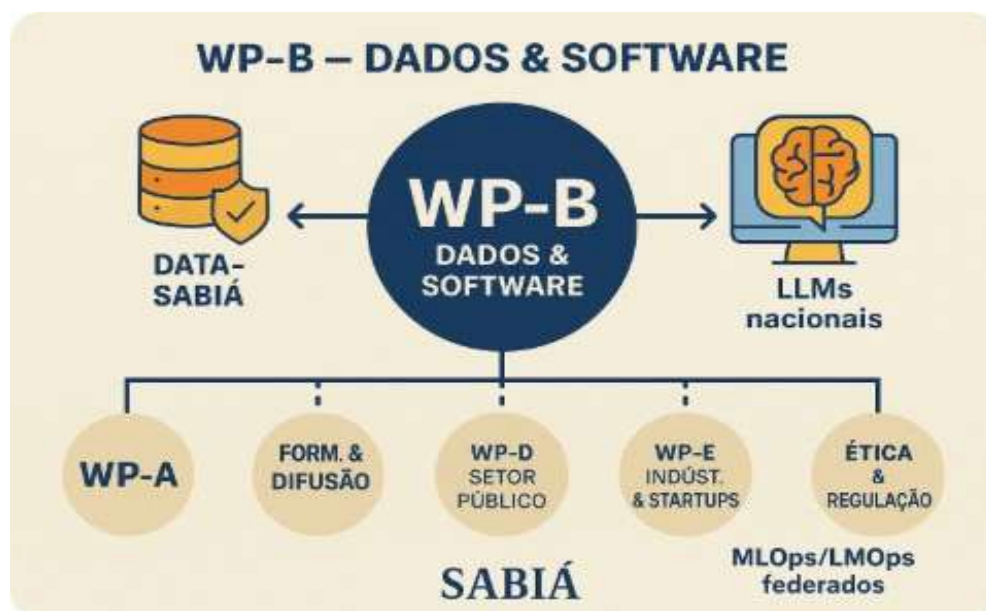 WP-B – DADOS & SOFTWARE
WP-B
DADOS &
SOFTWARE
DATA-
SABIÁ
LLMs
nacionais
WP-A
FORM. &
DIFUSÃO
WP-D
SETOR
PÚBLICO
WP-E
INDÚST.
& STARTUPS
ÉTICA
&
REGULAÇÃO
MLOps/LMOps
federados
SABIÁ